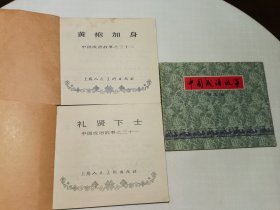 黄袍加身
中国成语故事之三十二
上海人民美术出版社
礼贤下士
中国成语故事之三十一
上海人民美术出版社
中国成语故事